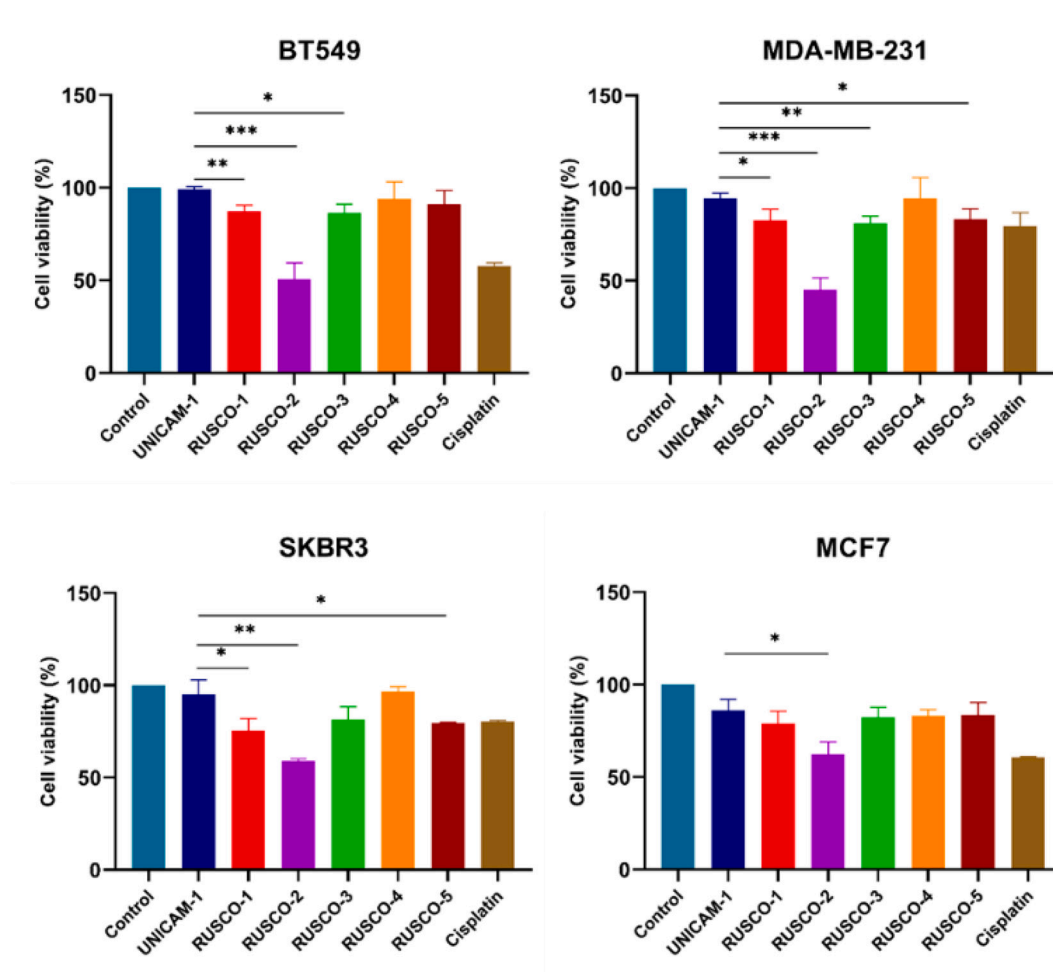 BT549
Cell viability (%)
150
100
50
0
*
***
**
Control
UNICAM-1
RUSCO-1
RUSCO-2
RUSCO-3
RUSCO-4
RUSCO-5
Cisplatin
MDA-MB-231
Cell viability (%)
150
100
50
0
*
**
***
*
Control
UNICAM-1
RUSCO-1
RUSCO-2
RUSCO-3
RUSCO-4
RUSCO-5
Cisplatin
SKBR3
Cell viability (%)
150
100
50
0
*
**
*
Control
UNICAM-1
RUSCO-1
RUSCO-2
RUSCO-3
RUSCO-4
RUSCO-5
Cisplatin
MCF7
Cell viability (%)
150
100
50
0
*
Control
UNICAM-1
RUSCO-1
RUSCO-2
RUSCO-3
RUSCO-4
RUSCO-5
Cisplatin